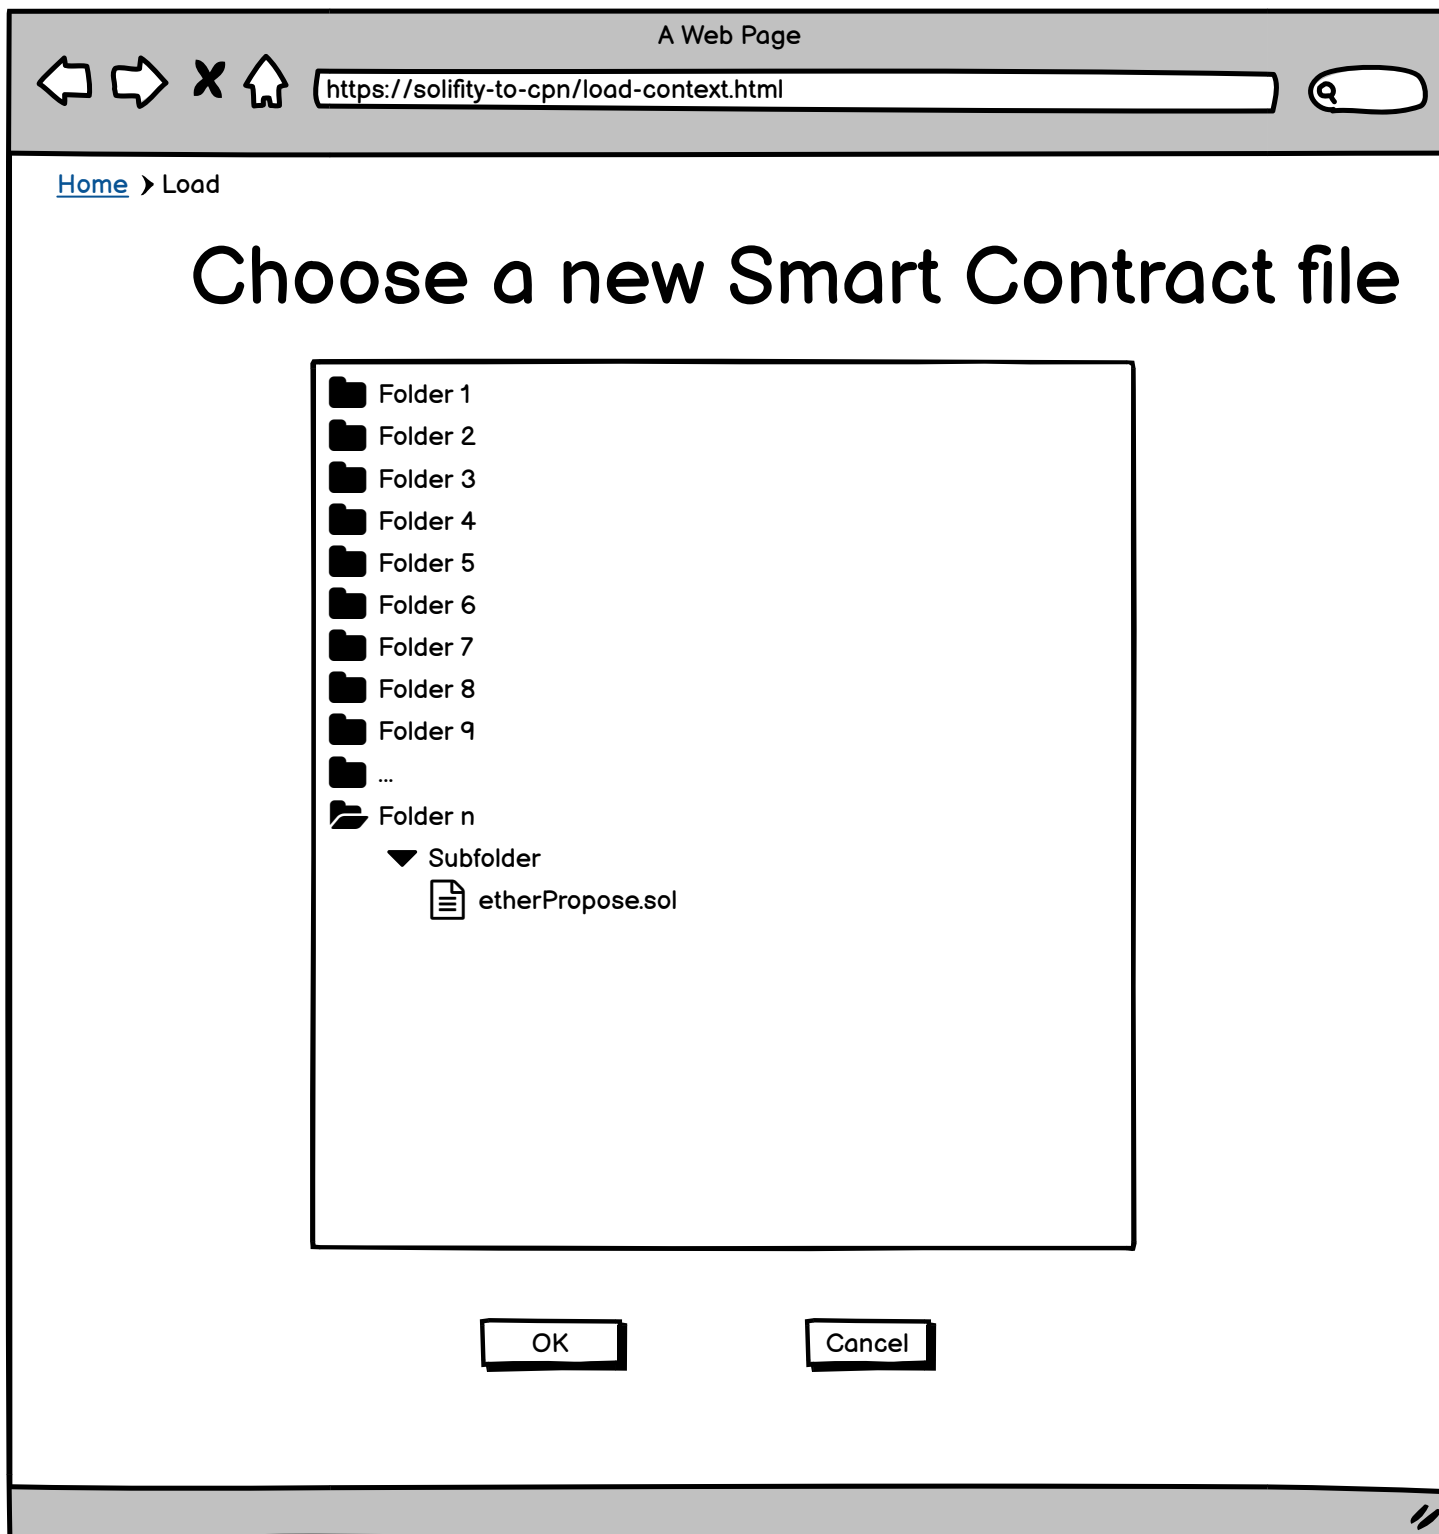 A Web Page
https://solifity-to-cpn/load-context.html
Home Load
Choose a new Smart Contract file
Folder 1
Folder 2
Folder 3
Folder 4
Folder 5
Folder 6
Folder 7
Folder 8
Folder 9
...
Folder n
Subfolder
etherPropose.sol
OK Cancel